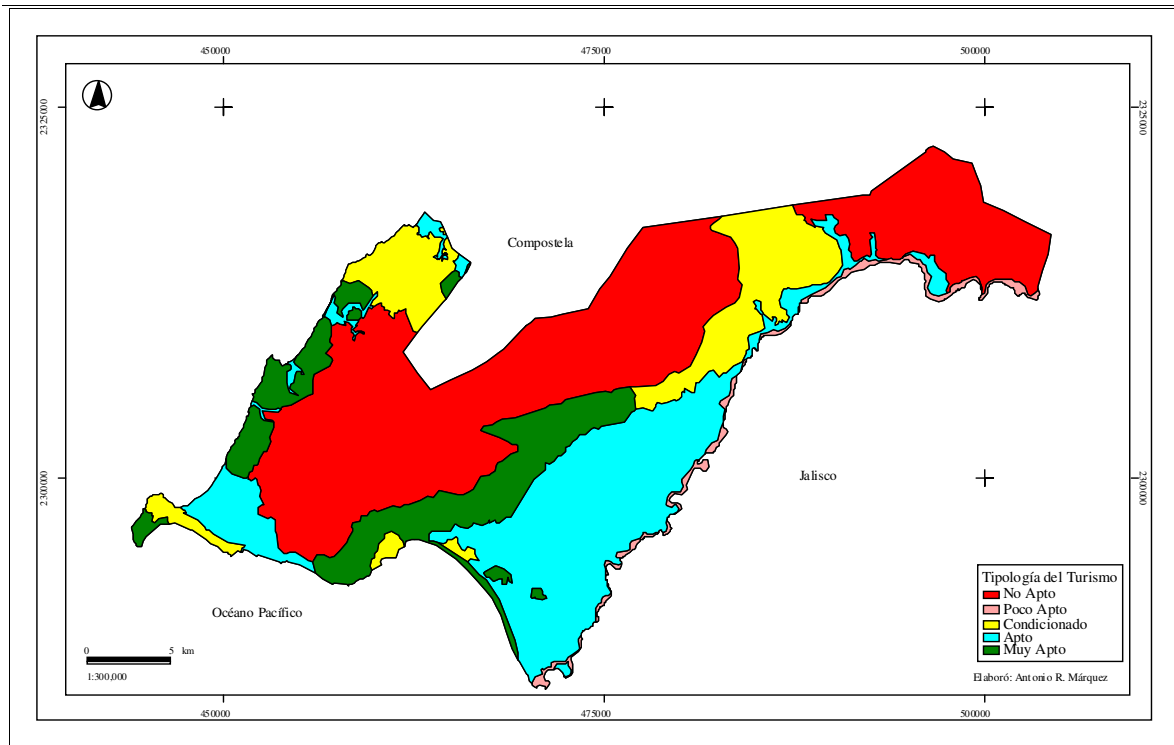 450000
475000
500000
2325000
2325000
Compostela
2300000
2300000
Jalisco
Océano Pacífico
Tipología del Turismo
No Apto
Poco Apto
Condicionado
Apto
Muy Apto
0 5 km
1:300,000
Elaboró: Antonio R. Márquez
450000
475000
500000